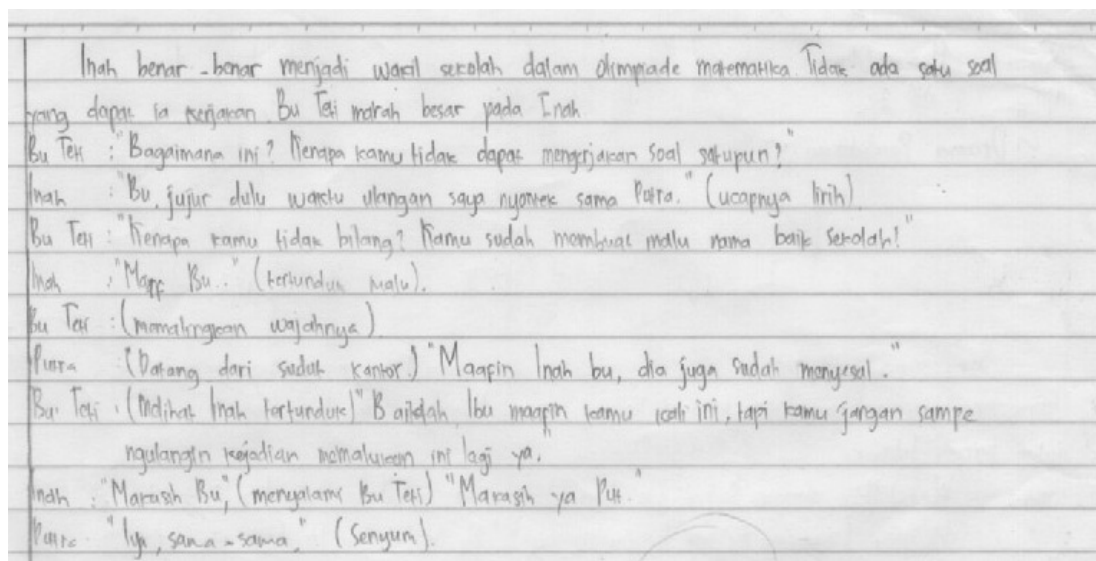 Inah benar-benar menjadi wakil sekolah dalam olimpiade matematika. Tidak ada satu soal
yang dapat ia kerjakan. Bu Teti marah besar pada Inah
Bu Teti : "Bagaimana ini? Kenapa kamu tidak dapat mengerjakan soal satupun?"
Inah : "Bu, jujur dulu waktu ulangan saya nyontek sama Putra." (ucapnya lirih)
Bu Teti : "Kenapa kamu tidak bilang? Kamu sudah membuat malu nama baik sekolah!"
Inah : "Maff Bu.." (tertunduk malu).
Bu Teti : (memalingkan wajahnya)
Putra (Datang dari sudut kantor) "Maafin Inah bu, dia juga sudah menyesal."
Bu Teti : (Melihat Inah tertunduk) "Baiklah Ibu maafin kamu kali ini, tapi kamu jangan sampe
ngulangin kejadian memalukan ini lagi ya."
Inah : "Makasih Bu," (menyalami Bu Teti) "Makasih ya Put."
Putra "Iya, sama-sama." (Senyum).